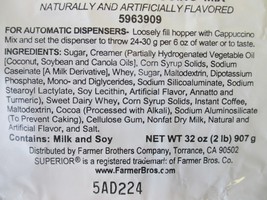 NATURALLY AND ARTIFICIALLY FLAVORED
5963909
FOR AUTOMATIC DISPENSERS- Loosely fill hopper with Cappuccino
Mix and set the dispenser to throw 24-30 g per 6 oz of water or to taste.
INGREDIENTS: Sugar, Creamer (Partially Hydrogenated Vegetable Oil
[Coconut, Soybean and Canola Oils], Corn Syrup Solids, Sodium
Caseinate [A Milk Derivative], Whey, Sugar, Maltodextrin, Dipotassium
Phosphate, Mono- and Diglycerides, Sodium Silicoaluminate, Sodium
Stearoyl Lactylate, Soy Lecithin, Artificial Flavor, Annatto and
Turmeric), Sweet Dairy Whey, Corn Syrup Solids, Instant Coffee,
Maltodextrin, Cocoa (Processed with Alkali), Sodium Aluminosilicate
(To Prevent Caking), Cellulose Gum, Nonfat Dry Milk, Natural and
Artificial Flavor, and Salt.
Contains: Milk and Soy NET WT 32 oz (2 lb) 907 g
Distributed by Farmer Brothers Company, Torrance, CA 90502
SUPERIOR® is a registered trademark of Farmer Bros. Co.
www.FarmerBros.com
5AD224